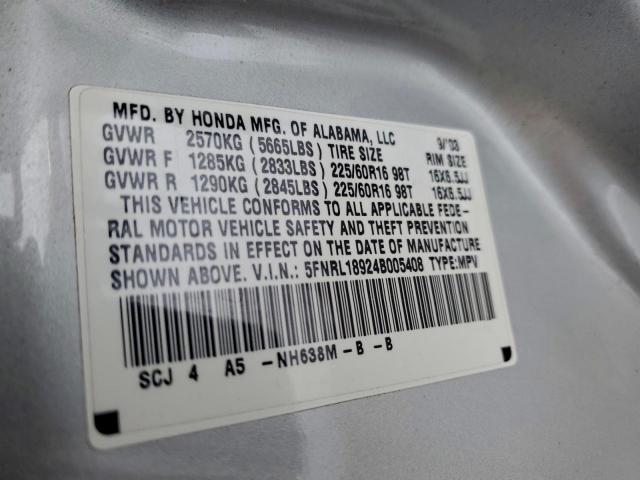 MFD. BY HONDA MFG. OF ALABAMA, LLC 9/'03
GVWR 2570KG (5665LBS) TIRE SIZE RIM SIZE
GVWR F 1285KG (2833LBS) 225/60R16 98T 16X6.5JJ
GVWR R 1290KG (2845LBS) 225/60R16 98T 16X6.5JJ
THIS VEHICLE CONFORMS TO ALL APPLICABLE FEDE-
RAL MOTOR VEHICLE SAFETY AND THEFT PREVENTION
STANDARDS IN EFFECT ON THE DATE OF MANUFACTURE
SHOWN ABOVE. V.I.N.: 5FNRL18924B005408 TYPE:MPV
SCJ 4 A5 -NH638M-B -B